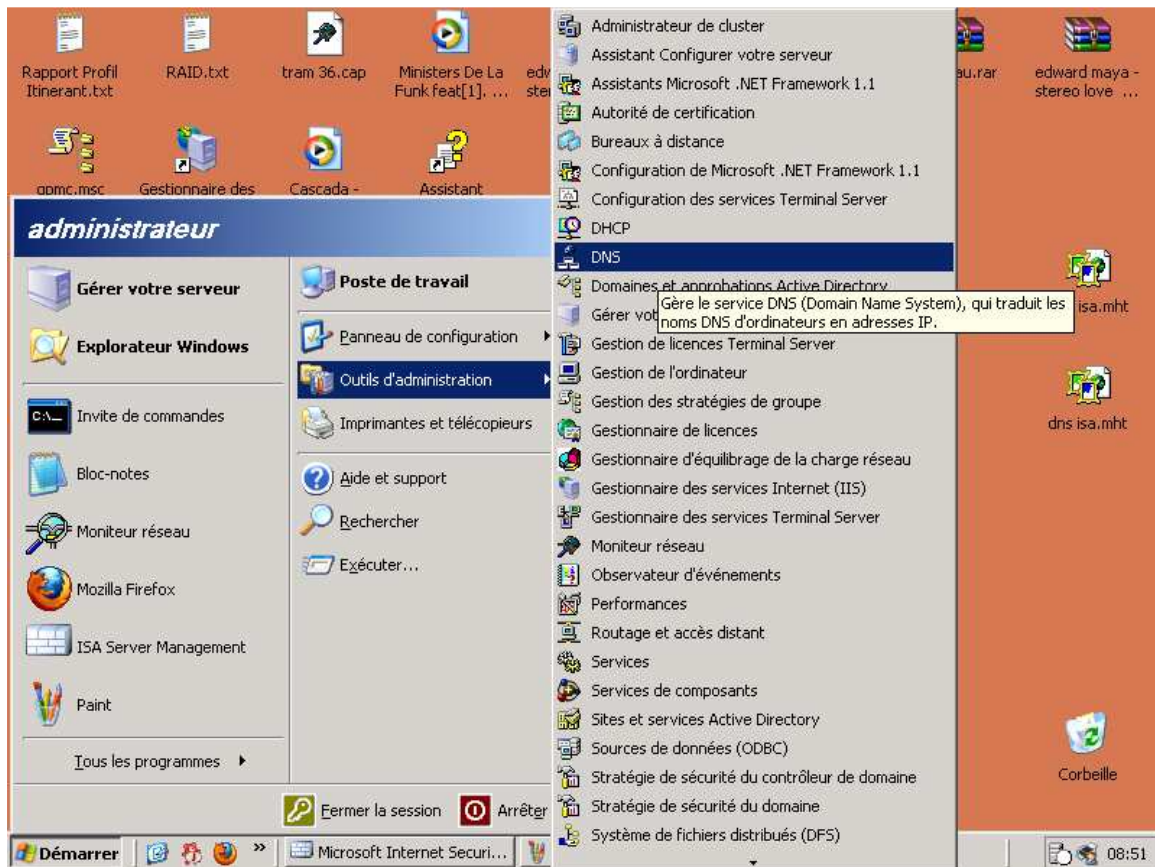 Rapport Profil
Itinerant.txt
RAID.txt
tram 36.cap
Ministers De La
Funk feat[1]. ...
edward maya -
stereo love ...
gpmc.msc
Gestionnaire des
Cascada -
Assistant
isa.mht
dns isa.mht
Corbeille
administrateur
Gérer votre serveur
Explorateur Windows
C:\_
Invite de commandes
Bloc-notes
Moniteur réseau
Mozilla Firefox
ISA Server Management
Paint
Tous les programmes
Poste de travail
Panneau de configuration
Outils d'administration
Imprimantes et télécopieurs
Aide et support
Rechercher
Exécuter...
Fermer la session
Arrêter
Administrateur de cluster
Assistant Configurer votre serveur
Assistants Microsoft .NET Framework 1.1
Autorité de certification
Bureaux à distance
Configuration de Microsoft .NET Framework 1.1
Configuration des services Terminal Server
DHCP
DNS
Domaines et approbations Active Directory
Gère le service DNS (Domain Name System), qui traduit les
noms DNS d'ordinateurs en adresses IP.
Gérer
Gestion de licences Terminal Server
Gestion de l'ordinateur
Gestion des stratégies de groupe
Gestionnaire de licences
Gestionnaire d'équilibrage de la charge réseau
Gestionnaire des services Internet (IIS)
Gestionnaire des services Terminal Server
Moniteur réseau
Observateur d'événements
Performances
Routage et accès distant
Services
Services de composants
Sites et services Active Directory
Sources de données (ODBC)
Stratégie de sécurité du contrôleur de domaine
Stratégie de sécurité du domaine
Système de fichiers distribués (DFS)
Démarrer
»
Microsoft Internet Securi...
08:51